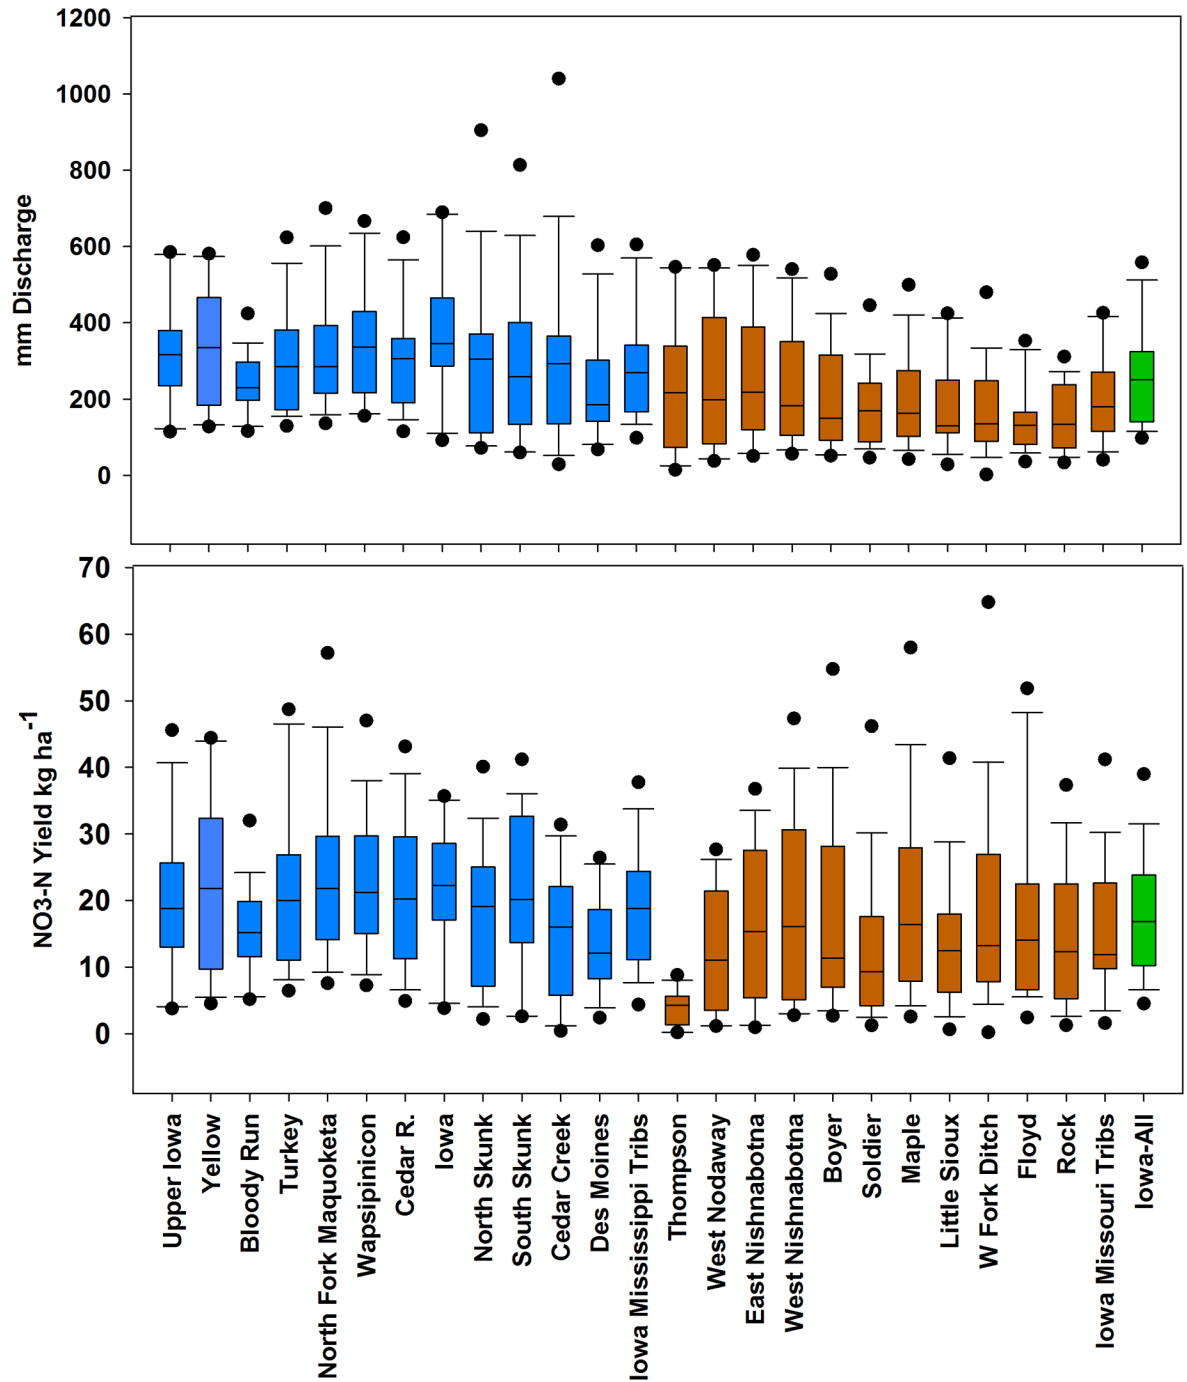 1200
1000
800
600
400
200
0
mm Discharge
70
60
50
40
30
20
10
0
NO3-N Yield kg ha-1
Upper Iowa
Yellow
Bloody Run
Turkey
North Fork Maquoketa
Wapsipinicon
Cedar R.
Iowa
North Skunk
South Skunk
Cedar Creek
Des Moines
Iowa Mississippi Tribs
Thompson
West Nodaway
East Nishnabotna
West Nishnabotna
Boyer
Soldier
Maple
Little Sioux
W Fork Ditch
Floyd
Rock
Iowa Missouri Tribs
Iowa-All